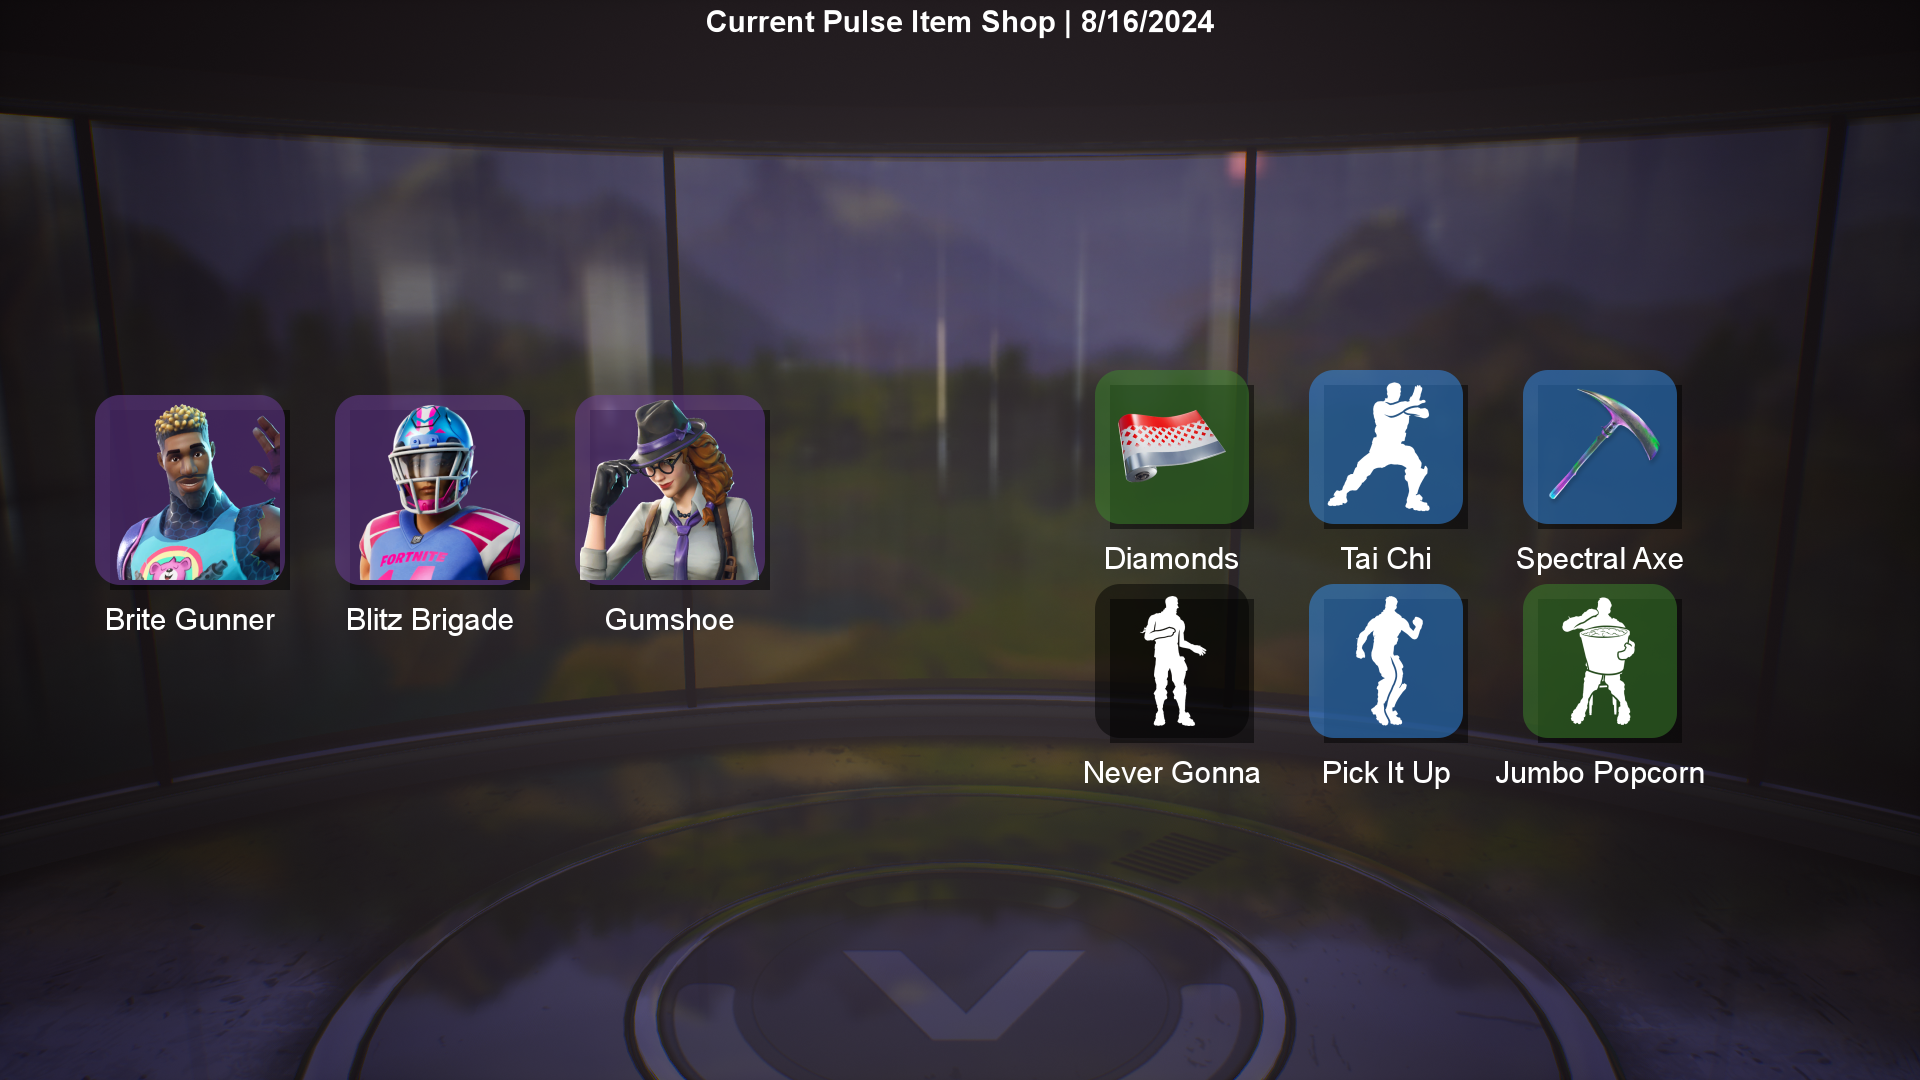 Current Pulse Item Shop | 8/16/2024
FORTNITE
Brite Gunner
Blitz Brigade
Gumshoe
Diamonds
Tai Chi
Spectral Axe
Never Gonna
Pick It Up
Jumbo Popcorn